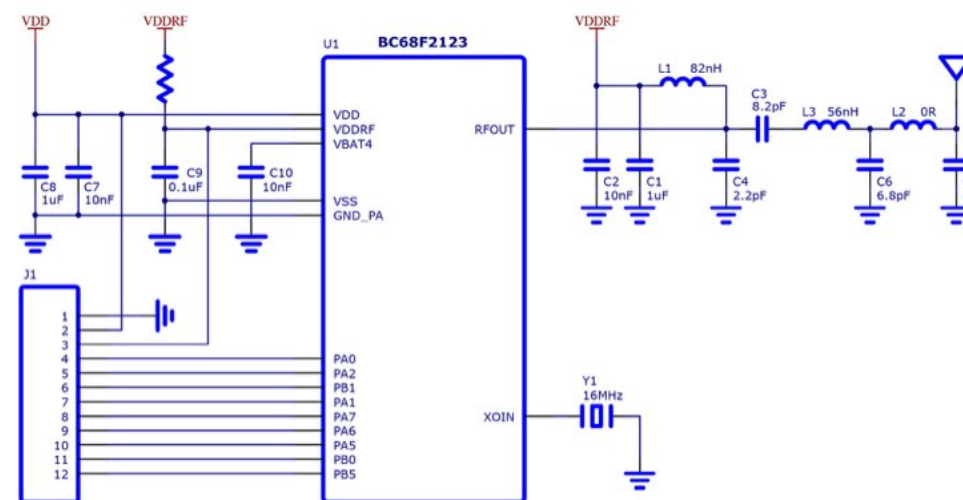 VDD
VDDRF
U1
BC68F2123
VDDRF
L1 82nH
C3
8.2pF
L3 56nH
L2 0R
VDD
VDDRF
VBAT4
RFOUT
C8
1uF
C7
10nF
C9
0.1uF
C10
10nF
VSS
GND_PA
C2
10nF
C1
1uF
C4
2.2pF
C6
6.8pF
J1
1
2
3
4
5
6
7
8
9
10
11
12
PA0
PA2
PB1
PA1
PA7
PA6
PA5
PB0
PB5
XOIN
Y1
16MHz